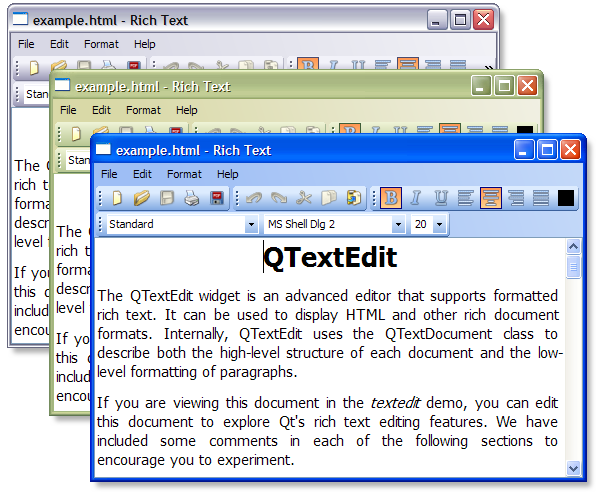 example.html - Rich Text
File Edit Format Help
Stand
The
rich t
forma
descr
level f
If you
this d
includ
encou
example.html - Rich Text
File Edit Format Help
Stan
The
rich te
forma
descr
level
If yo
this
includ
encou
example.html - Rich Text
File Edit Format Help
B I U
Standard MS Shell Dlg 2 20
QTextEdit
The QTextEdit widget is an advanced editor that supports formatted
rich text. It can be used to display HTML and other rich document
formats. Internally, QTextEdit uses the QTextDocument class to
describe both the high-level structure of each document and the low-
level formatting of paragraphs.
If you are viewing this document in the textedit demo, you can edit
this document to explore Qt's rich text editing features. We have
included some comments in each of the following sections to
encourage you to experiment.